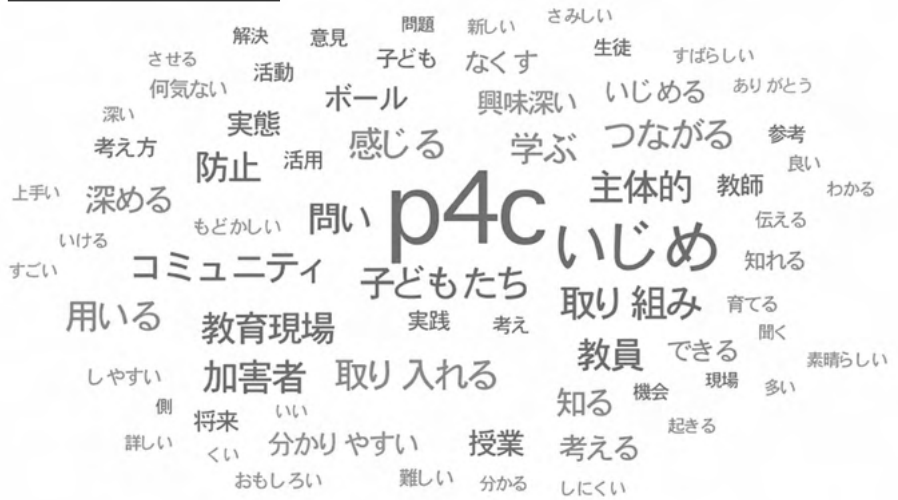 さみしい
問題 新しい
解決 意見 生徒
させる 子ども なくす すばらしい
活動
何気ない ボール 興味深い いじめる ありがとう
深い 実態 感じる 学ぶ つながる 参考
考え方 防止 活用 良い
上手い 深める 主体的 教師 わかる
もどかしい 問い p4c 伝える
いける いじめ
すごい コミュニティ 子どもたち 知れる
用いる 取り組み 育てる
教育現場 実践 考え 聞く
教員 できる 素晴らしい
しやすい 加害者 取り入れる 現場 多い
側 いい 知る 機会
将来 起きる
詳しい くい 分かりやすい 授業 考える
おもしろい 難しい 分かる しにくい